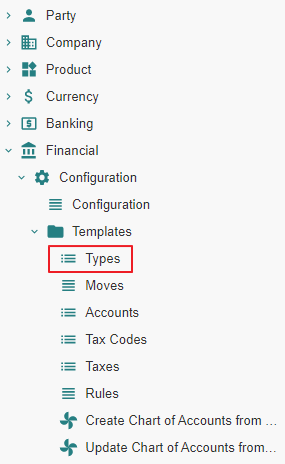 Party
Company
Product
Currency
Banking
Financial
Configuration
Configuration
Templates
Types
Moves
Accounts
Tax Codes
Taxes
Rules
Create Chart of Accounts from ...
Update Chart of Accounts from...